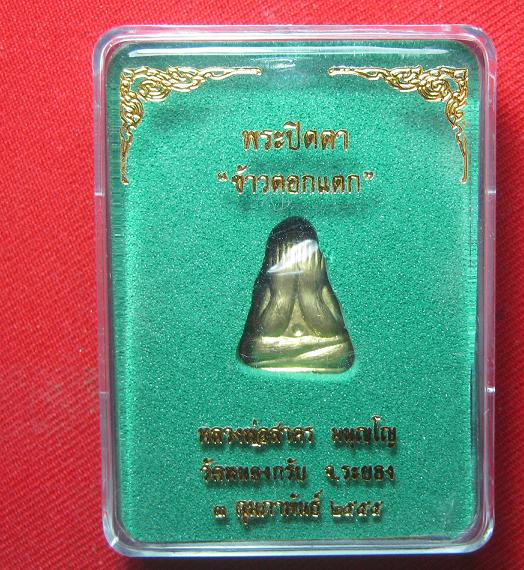 พระปิดตา
“ข้าวตอกแตก”
หลวงพ่อสาคร มนุญฺโญ
วัดหนองกรับ จ.ระยอง
๓ กุมภาพันธ์ ๒๕๕๕